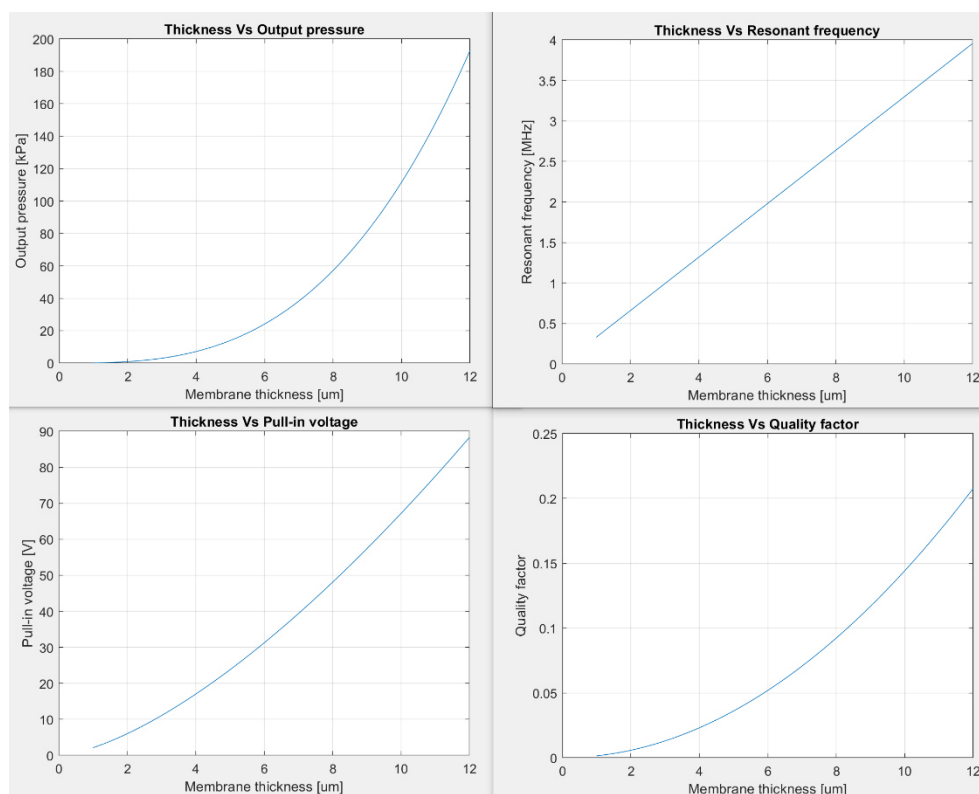 Thickness Vs Output pressure
200
180
160
140
120
100
80
60
40
20
0
Output pressure [kPa]
0 2 4 6 8 10 12
Membrane thickness [um]
Thickness Vs Resonant frequency
4
3.5
3
2.5
2
1.5
1
0.5
0
Resonant frequency [MHz]
0 2 4 6 8 10 12
Membrane thickness [um]
Thickness Vs Pull-in voltage
90
80
70
60
50
40
30
20
10
0
Pull-in voltage [V]
0 2 4 6 8 10 12
Membrane thickness [um]
Thickness Vs Quality factor
0.25
0.2
0.15
0.1
0.05
0
Quality factor
0 2 4 6 8 10 12
Membrane thickness [um]